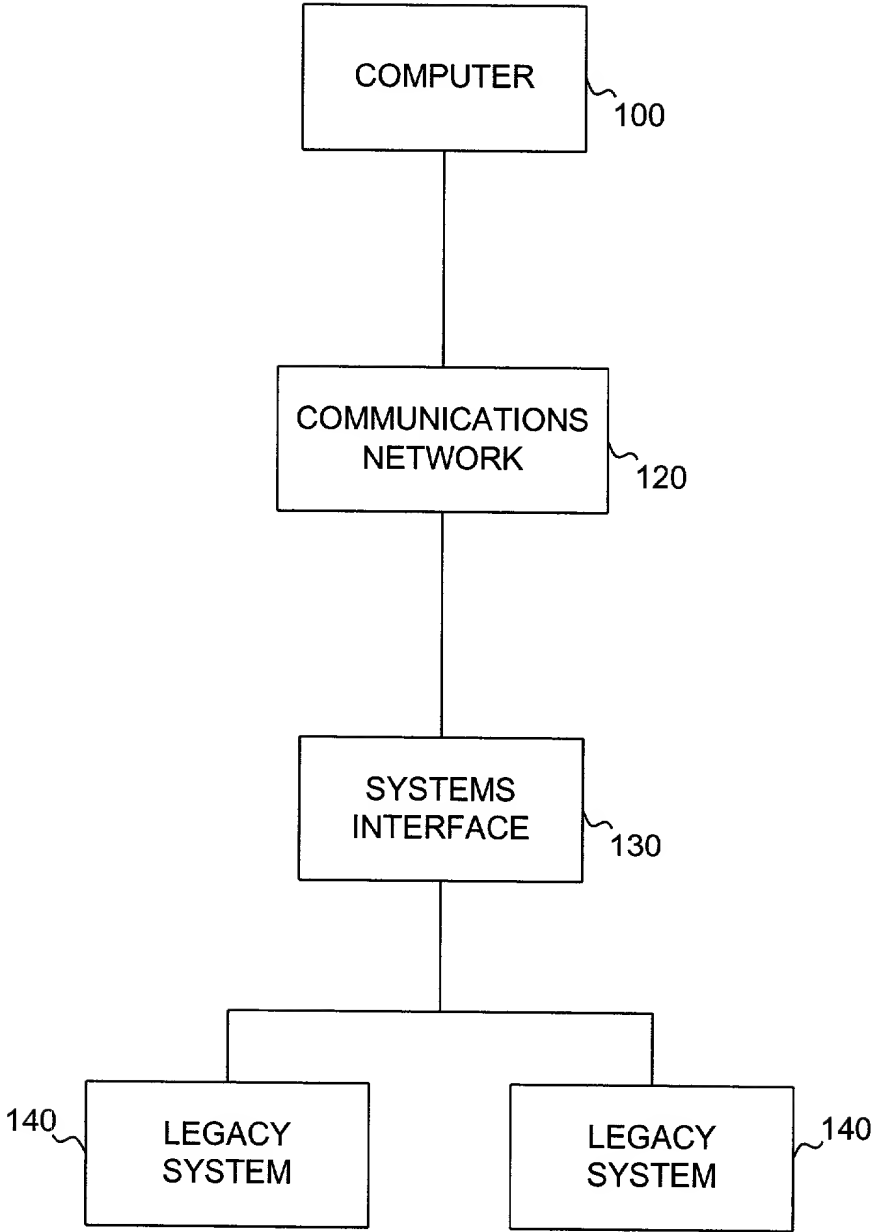 COMPUTER
100
COMMUNICATIONS
NETWORK
120
SYSTEMS
INTERFACE
130
140
LEGACY
SYSTEM
LEGACY
SYSTEM
140